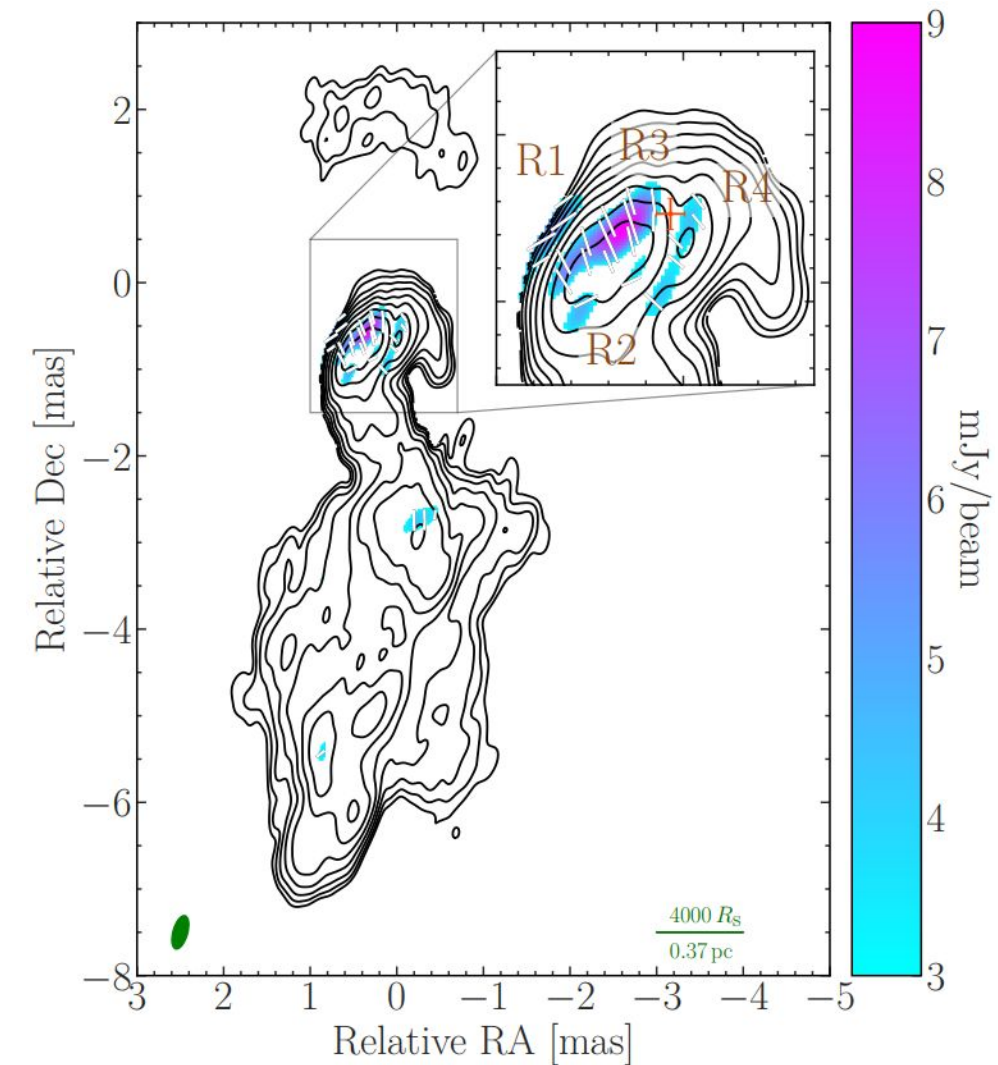 R1
R3
R4
R2
2
0
−2
−4
−6
−8
3
2
1
0
−1
−2
−3
−4
−5
Relative Dec [mas]
Relative RA [mas]
4000 R_S
0.37 pc
9
8
7
6
5
4
3
mJy/beam